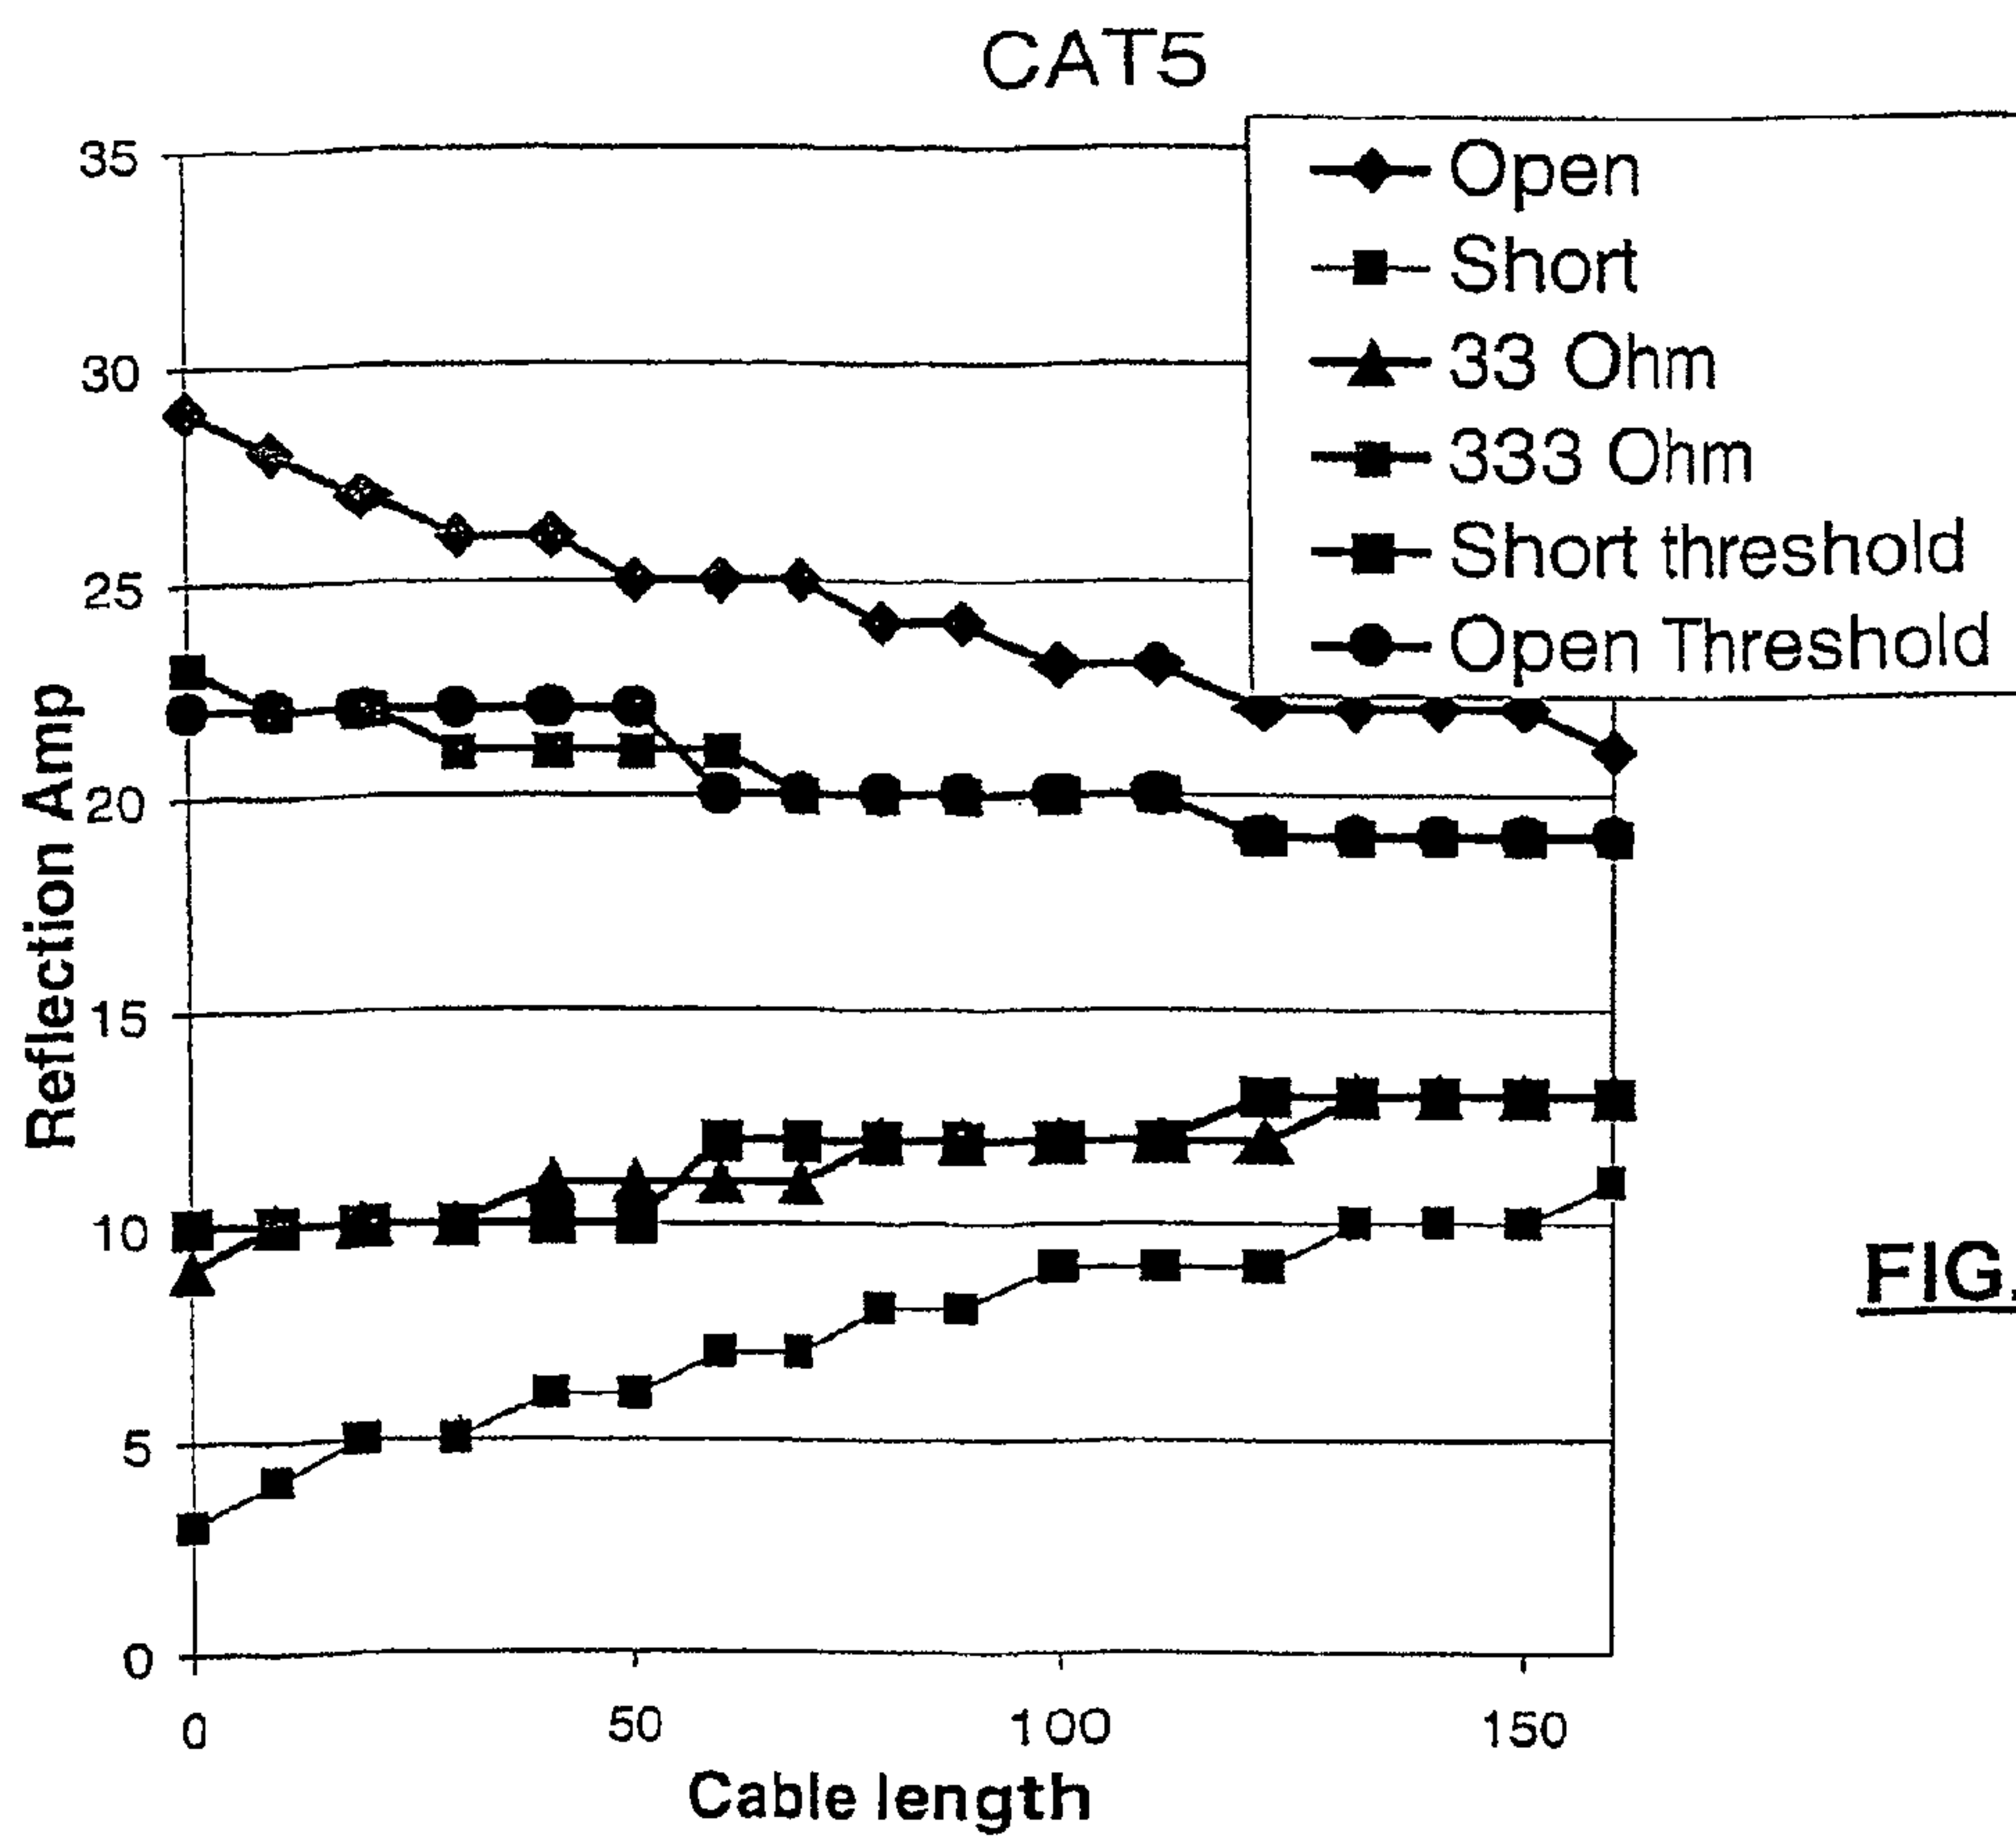 CAT5
Open
Short
33 Ohm
333 Ohm
Short threshold
Open Threshold
35
30
25
20
15
10
5
0
Reflection Amp
0
50
100
150
Cable length
FIG.